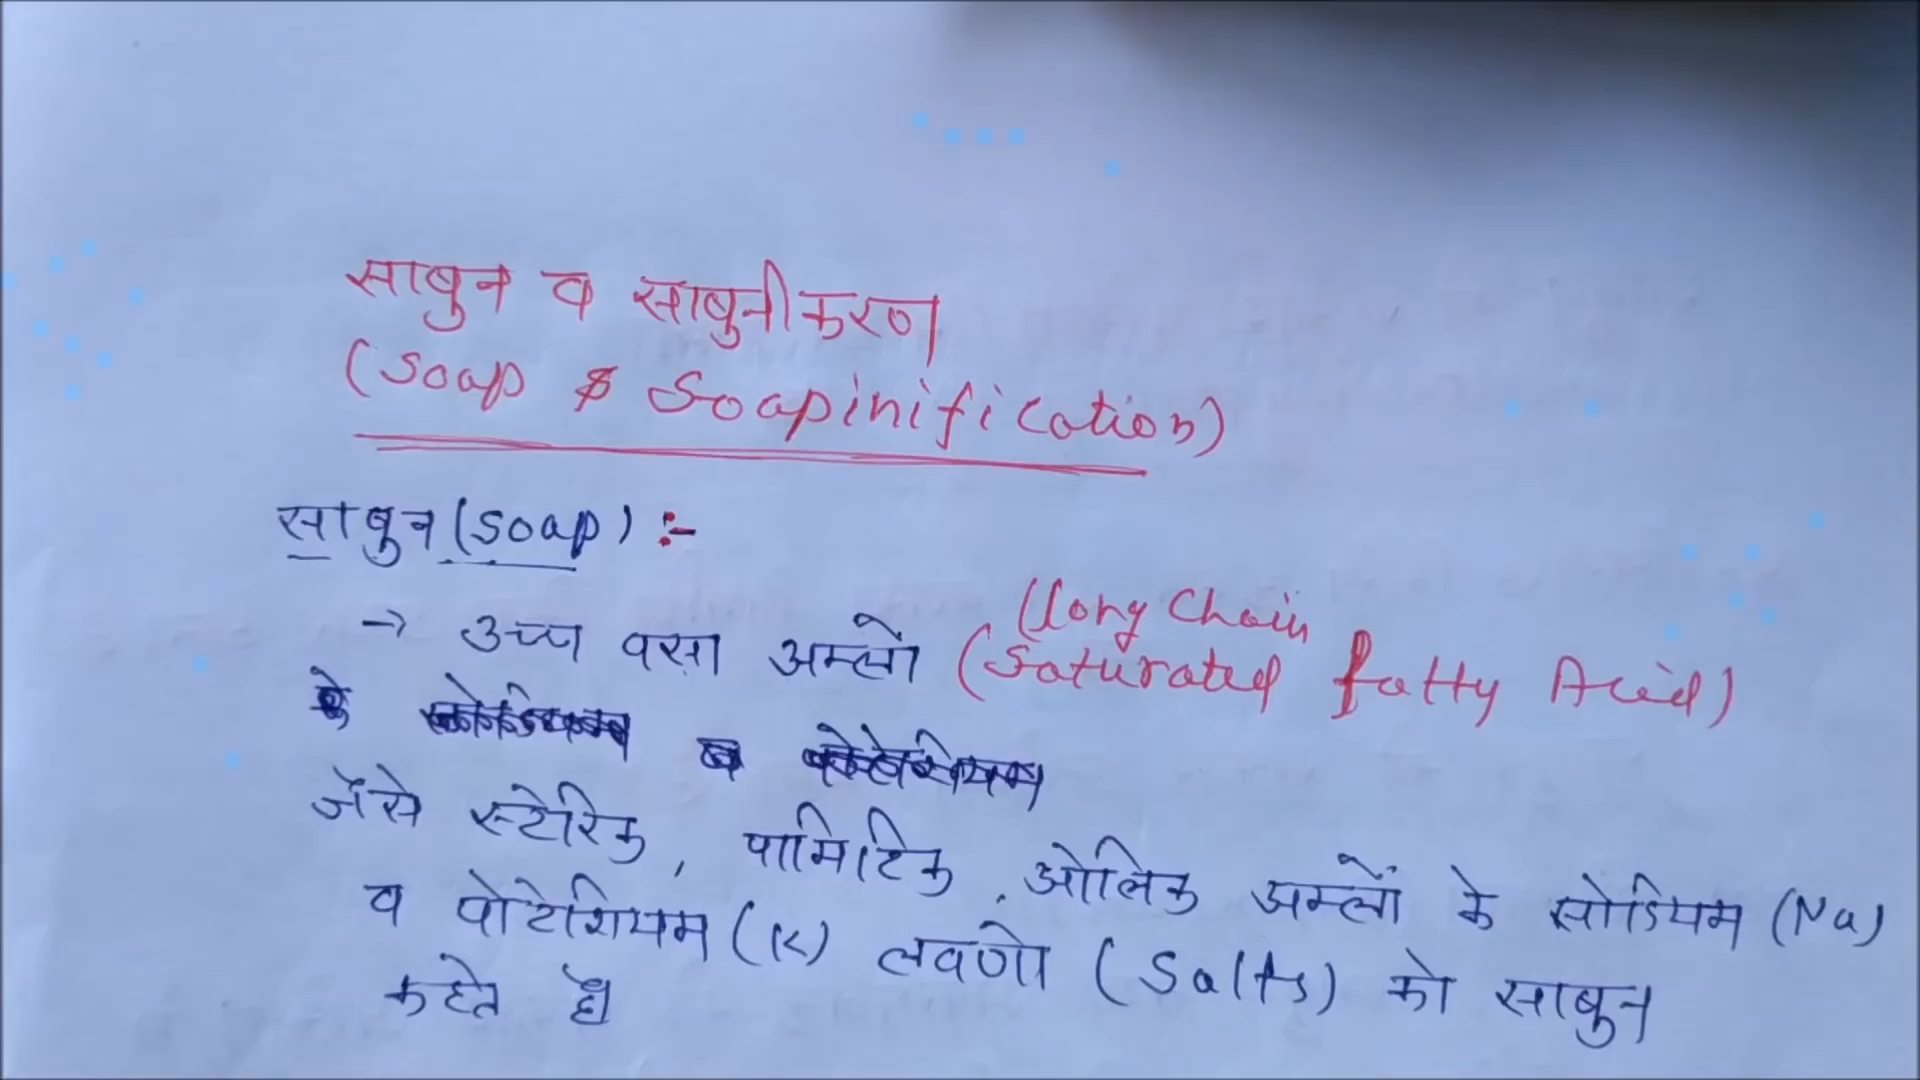 साबुन व साबुनीकरण
(Soap & Soapinification)
साबुन (Soap) :-
→ उच्च वसा अम्लों (Long Chain
Saturated fatty Acid)
जैसे स्टेरिक, पामिटिक, ओलिक अम्लों के सोडियम (Na)
व पोटेशियम (K) लवणो (Salts) को साबुन
कहते है